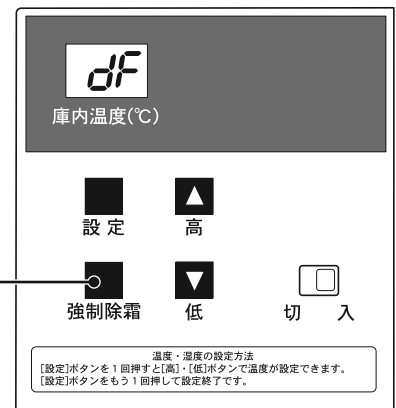 dF
庫内温度(℃)
設定
高
強制除霜
低
切 入
温度・湿度の設定方法
[設定]ボタンを1回押すと[高]・[低]ボタンで温度が設定できます。
[設定]ボタンをもう1回押して設定終了です。